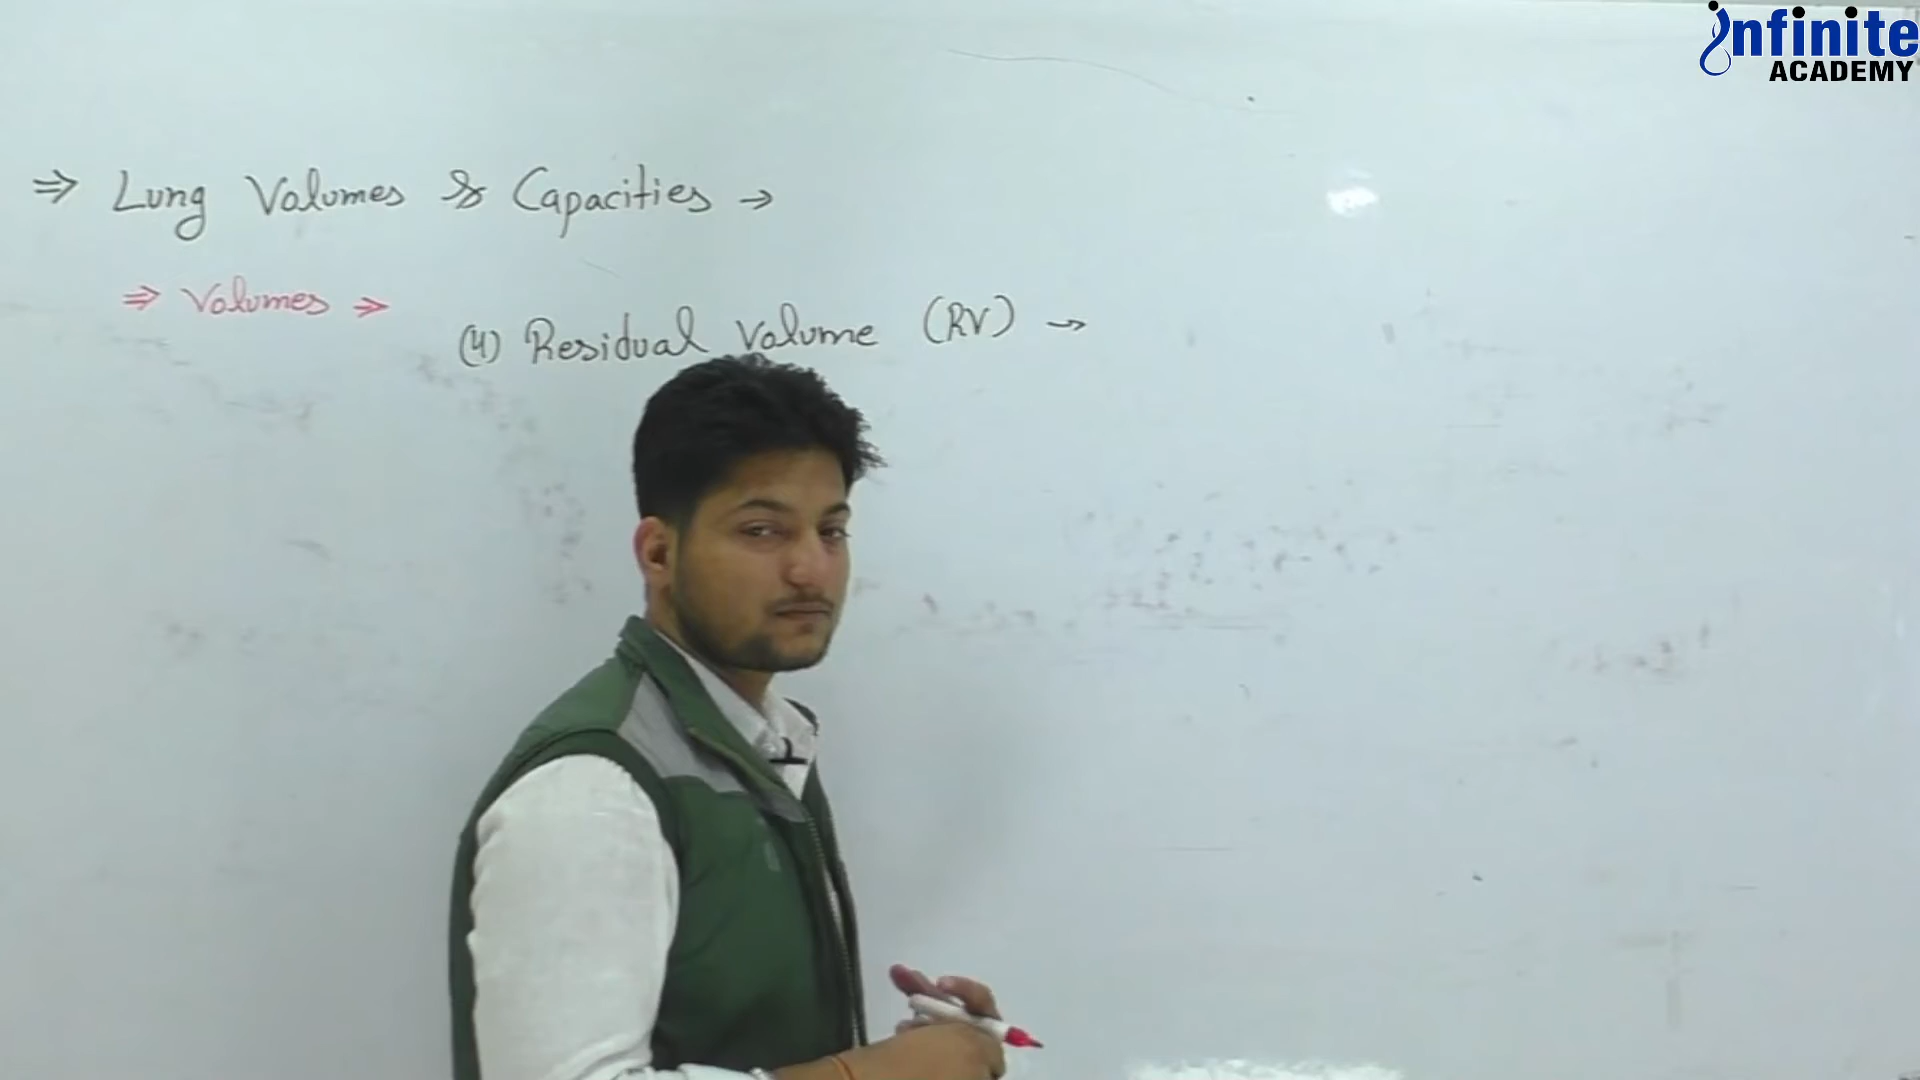 infinite
ACADEMY
⇒ Lung Volumes & Capacities →
⇒ Volumes →
(4) Residual Volume (RV) →